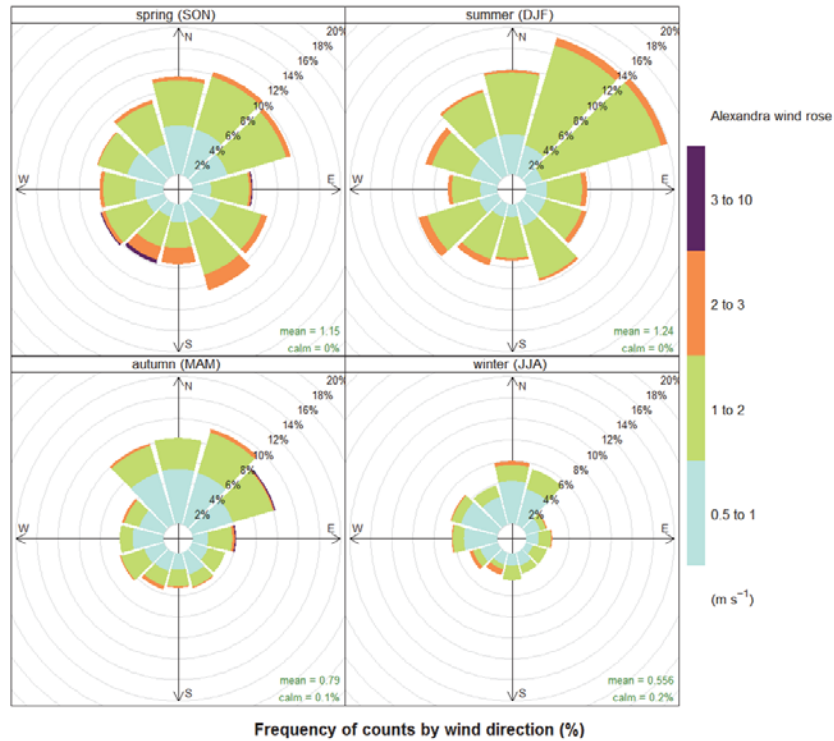 spring (SON)
20%
18%
16%
14%
12%
10%
8%
6%
4%
2%
N
W
E
S
mean = 1.15
calm = 0%
summer (DJF)
20%
18%
16%
14%
12%
10%
8%
6%
4%
2%
N
W
E
S
mean = 1.24
calm = 0%
autumn (MAM)
20%
18%
16%
14%
12%
10%
8%
6%
4%
2%
N
W
E
S
mean = 0.79
calm = 0.1%
winter (JJA)
20%
18%
16%
14%
12%
10%
8%
6%
4%
2%
N
W
E
S
mean = 0.556
calm = 0.2%
Alexandra wind rose
3 to 10
2 to 3
1 to 2
0.5 to 1
(m s⁻¹)
Frequency of counts by wind direction (%)